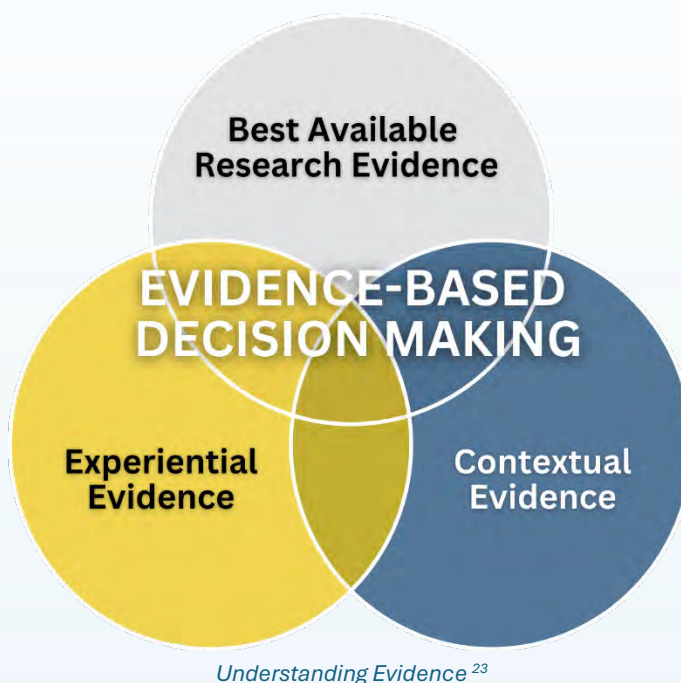 Best Available
Research Evidence
EVIDENCE-BASED
DECISION MAKING
Experiential
Evidence
Contextual
Evidence
Understanding Evidence 23